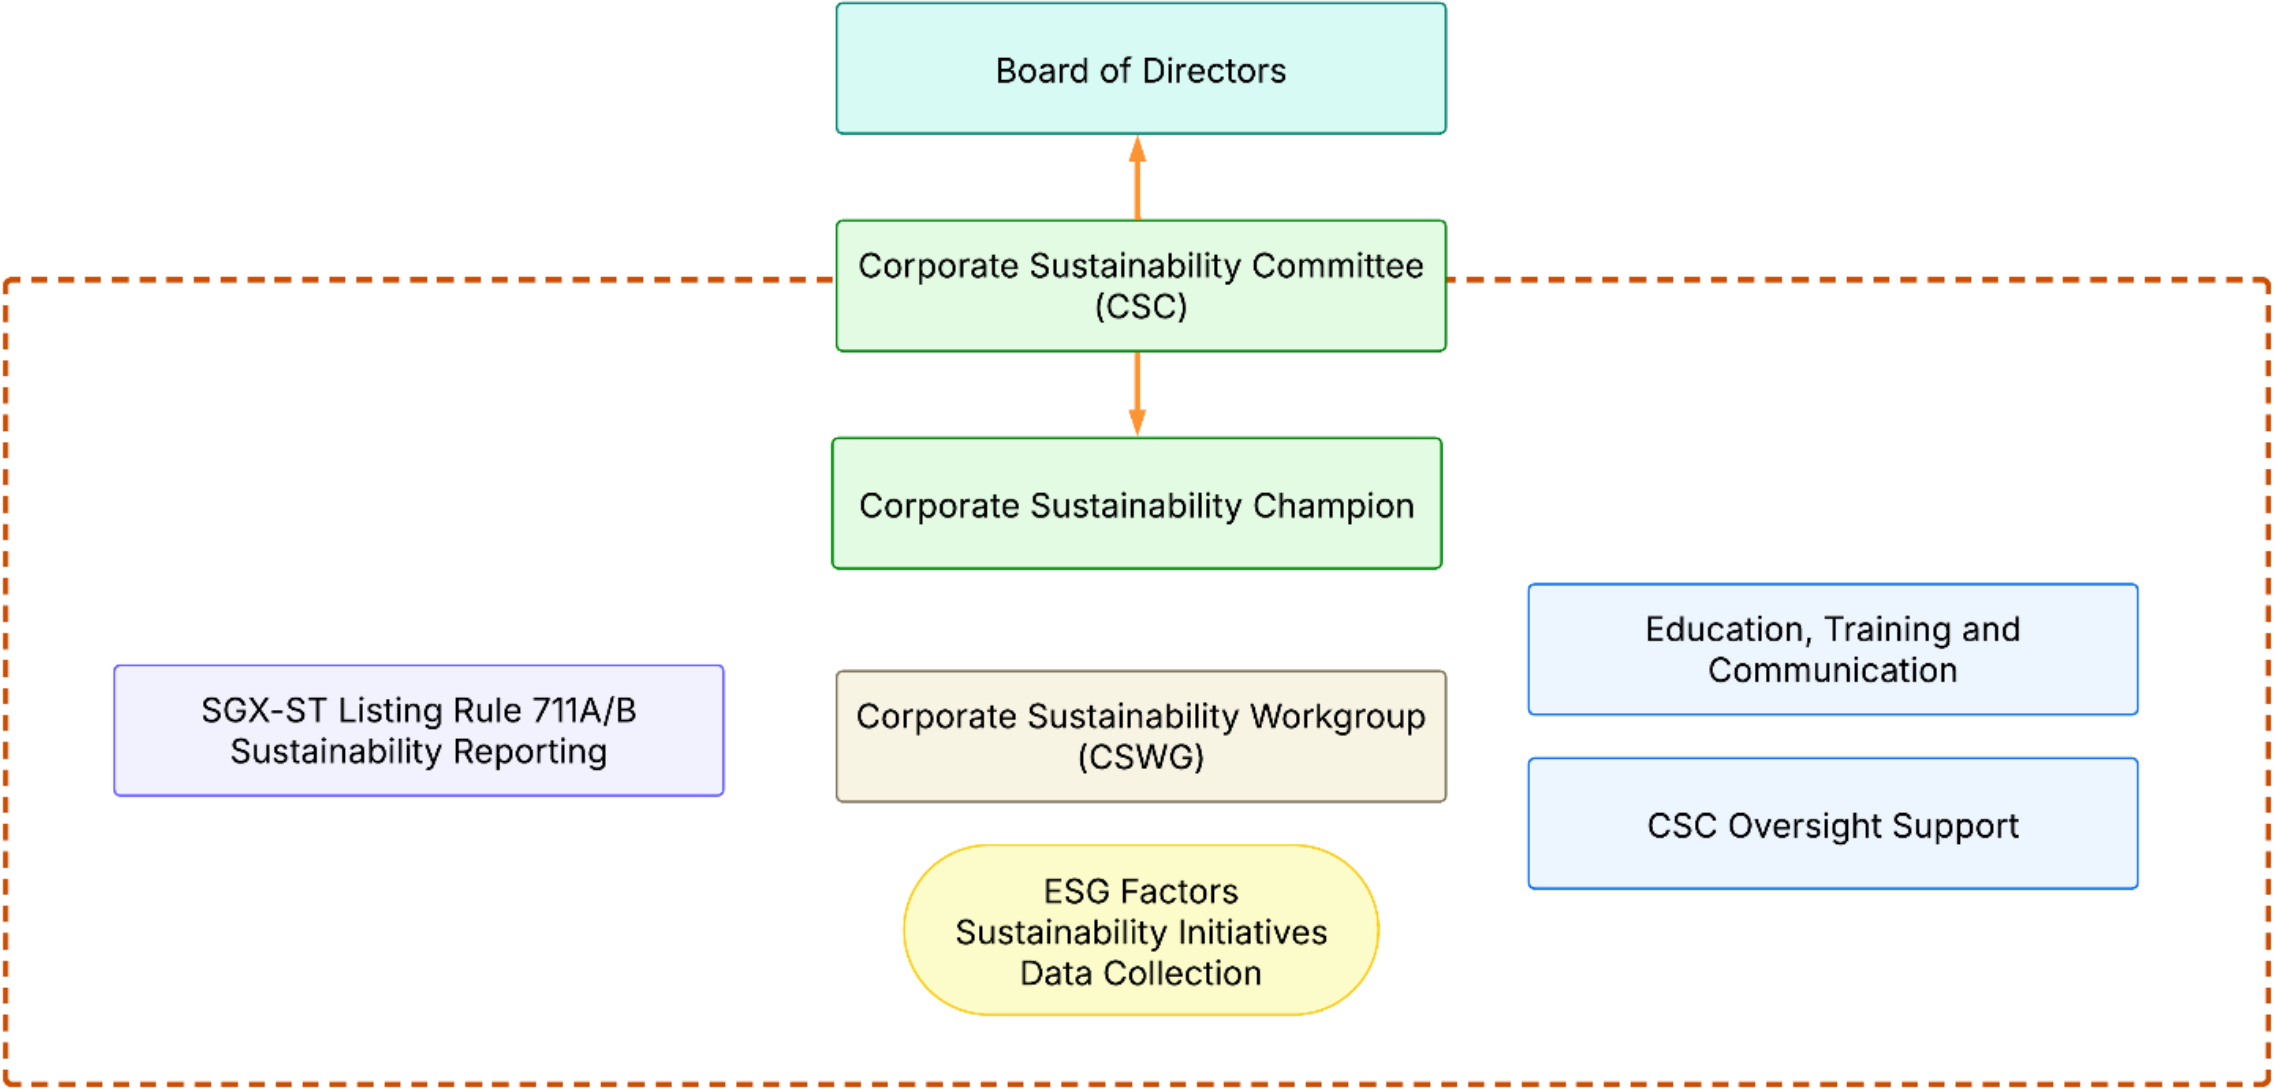 Board of Directors
Corporate Sustainability Committee
(CSC)
Corporate Sustainability Champion
Education, Training and
Communication
SGX-ST Listing Rule 711A/B
Sustainability Reporting
Corporate Sustainability Workgroup
(CSWG)
CSC Oversight Support
ESG Factors
Sustainability Initiatives
Data Collection